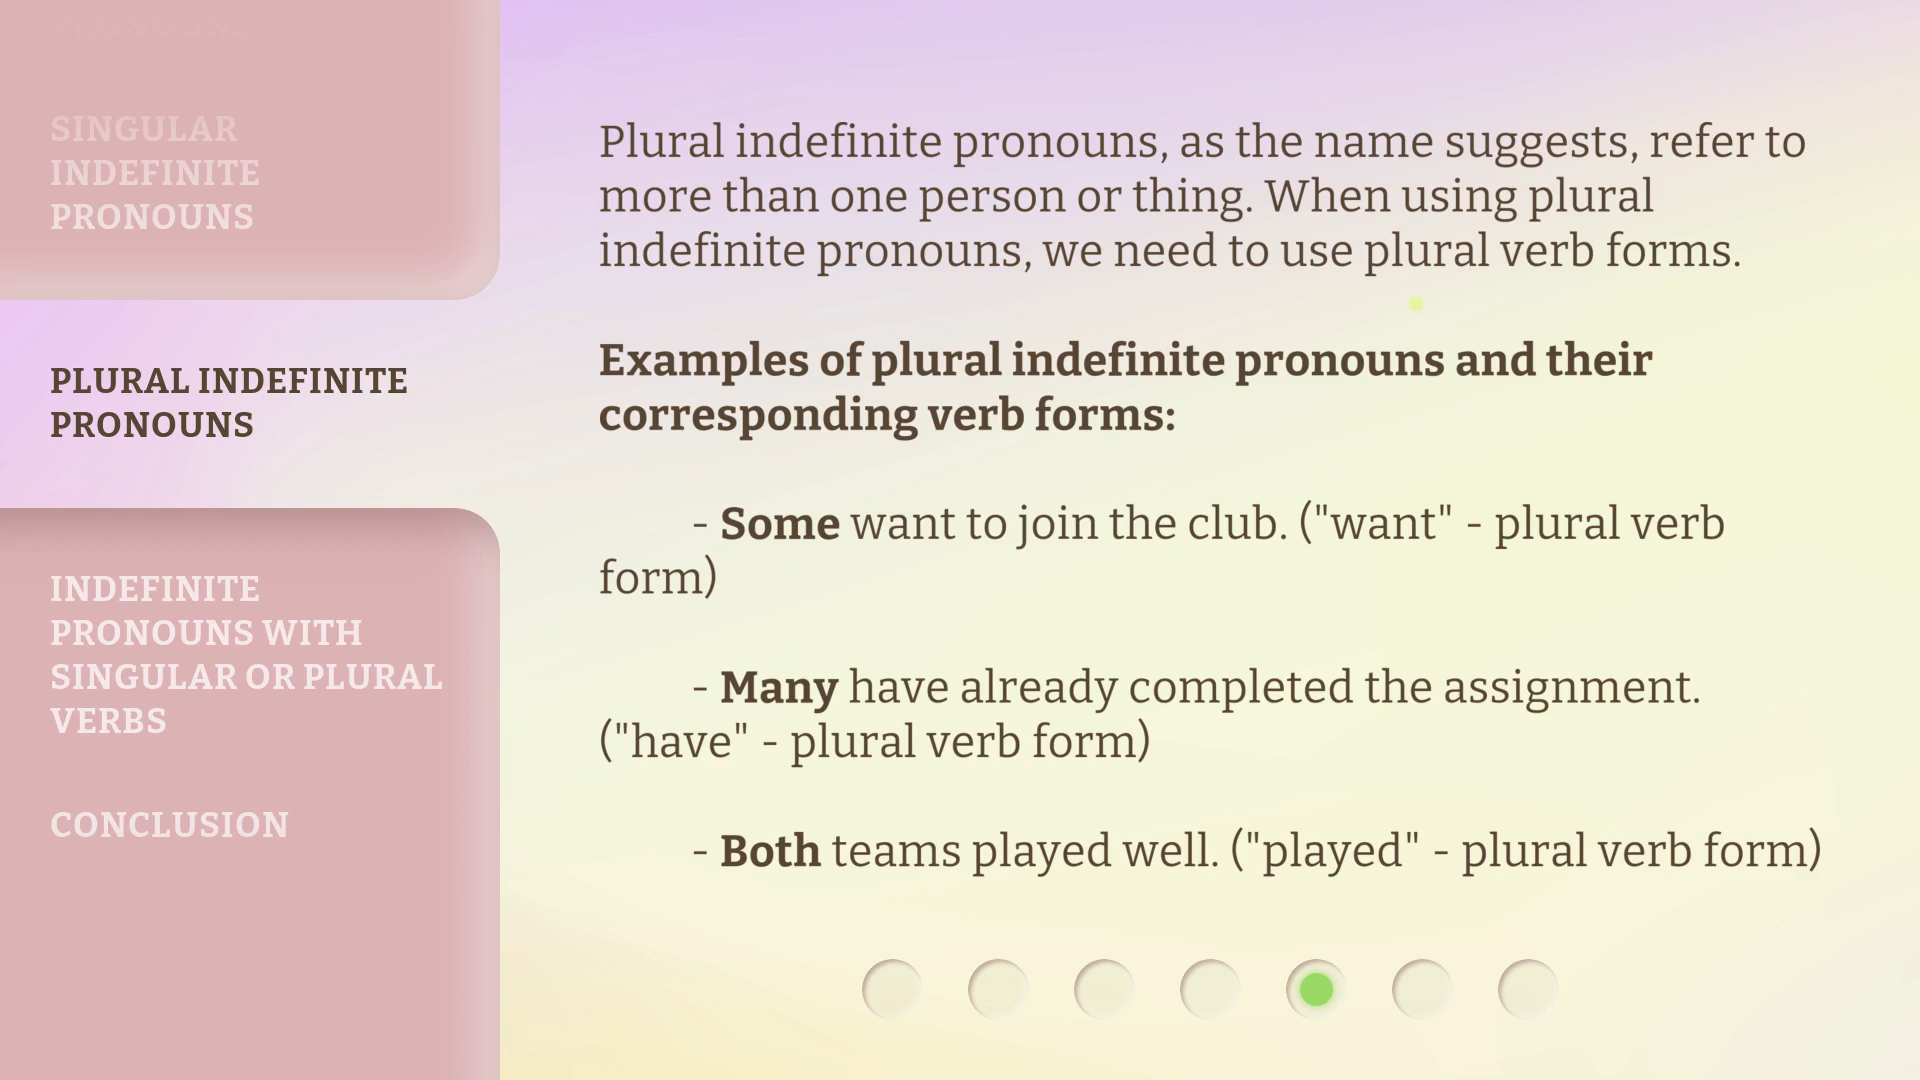 PRONOUNS
SINGULAR
INDEFINITE
PRONOUNS
PLURAL INDEFINITE
PRONOUNS
INDEFINITE
PRONOUNS WITH
SINGULAR OR PLURAL
VERBS
CONCLUSION
Plural indefinite pronouns, as the name suggests, refer to
more than one person or thing. When using plural
indefinite pronouns, we need to use plural verb forms.
Examples of plural indefinite pronouns and their
corresponding verb forms:
- Some want to join the club. ("want" - plural verb
form)
- Many have already completed the assignment.
("have" - plural verb form)
- Both teams played well. ("played" - plural verb form)